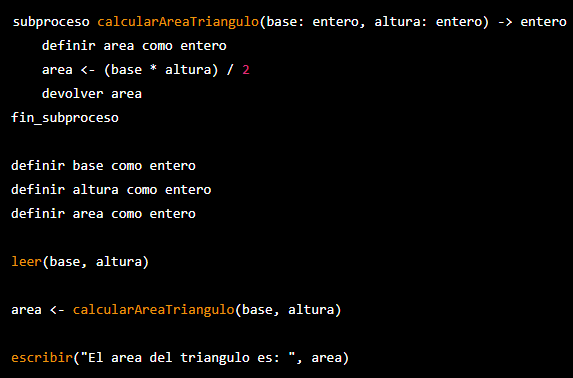 subproceso calcularAreaTriangulo(base: entero, altura: entero) -> entero
    definir area como entero
    area <- (base * altura) / 2
    devolver area
fin_subproceso

definir base como entero
definir altura como entero
definir area como entero

leer(base, altura)

area <- calcularAreaTriangulo(base, altura)

escribir("El area del triangulo es: ", area)